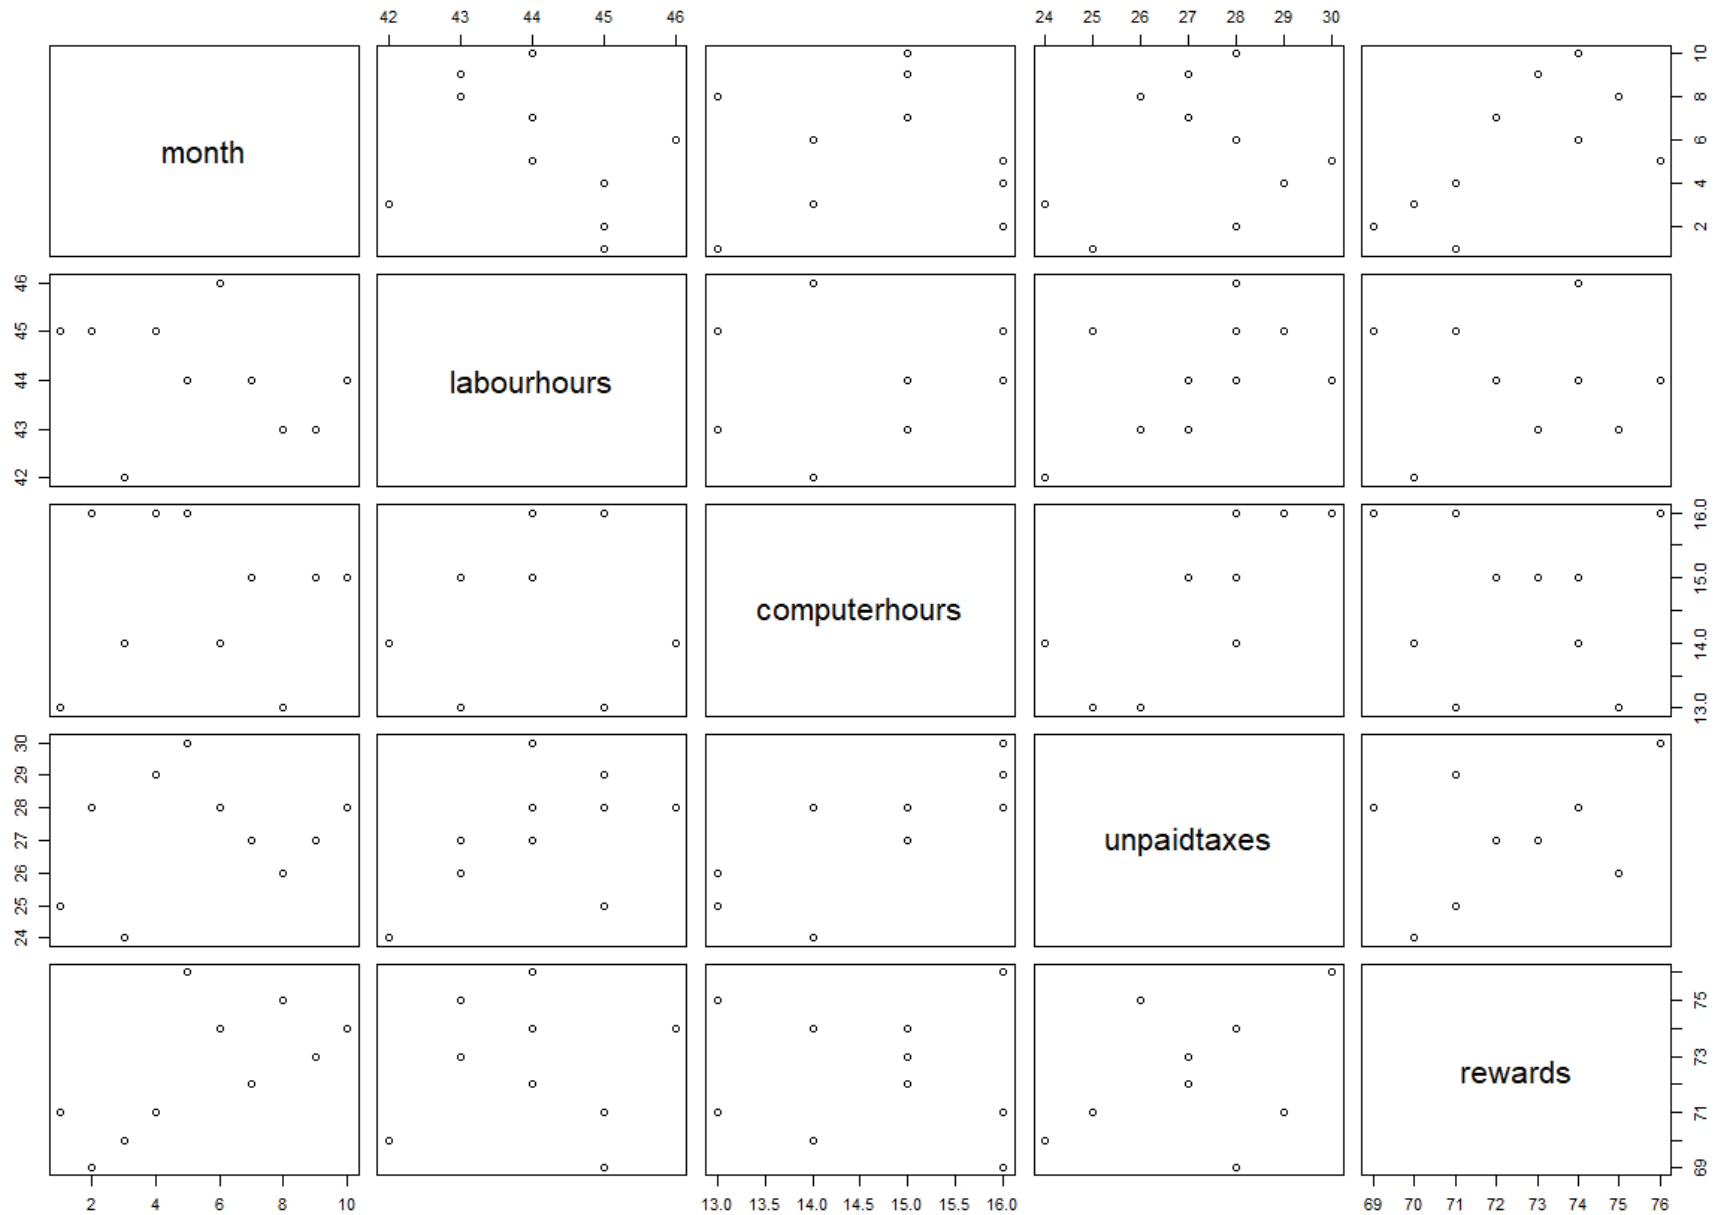 42 43 44 45 46 24 25 26 27 28 29 30
month
2 4 6 8 10
42 43 44 45 46
labourhours
computerhours
13.0 14.0 15.0 16.0
24 25 26 27 28 29 30
unpaidtaxes
rewards
69 71 73 75
2 4 6 8 10 13.0 13.5 14.0 14.5 15.0 15.5 16.0 69 70 71 72 73 74 75 76